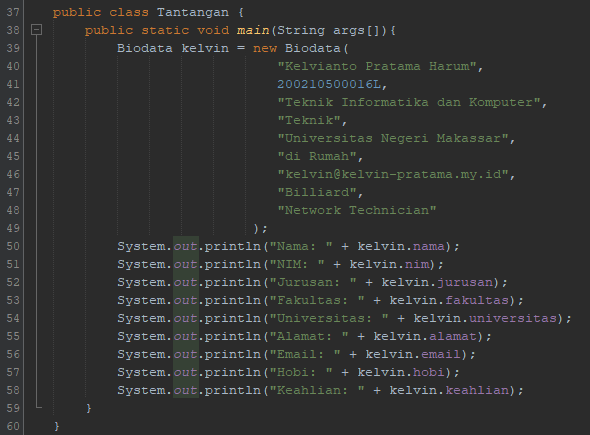 37 public class Tantangan {
38 public static void main(String args[]){
39 Biodata kelvin = new Biodata(
40 "Kelvianto Pratama Harum",
41 200210500016L,
42 "Teknik Informatika dan Komputer",
43 "Teknik",
44 "Universitas Negeri Makassar",
45 "di Rumah",
46 "kelvin@kelvin-pratama.my.id",
47 "Billiard",
48 "Network Technician"
49 );
50 System.out.println("Nama: " + kelvin.nama);
51 System.out.println("NIM: " + kelvin.nim);
52 System.out.println("Jurusan: " + kelvin.jurusan);
53 System.out.println("Fakultas: " + kelvin.fakultas);
54 System.out.println("Universitas: " + kelvin.universitas);
55 System.out.println("Alamat: " + kelvin.alamat);
56 System.out.println("Email: " + kelvin.email);
57 System.out.println("Hobi: " + kelvin.hobi);
58 System.out.println("Keahlian: " + kelvin.keahlian);
59 }
60 }